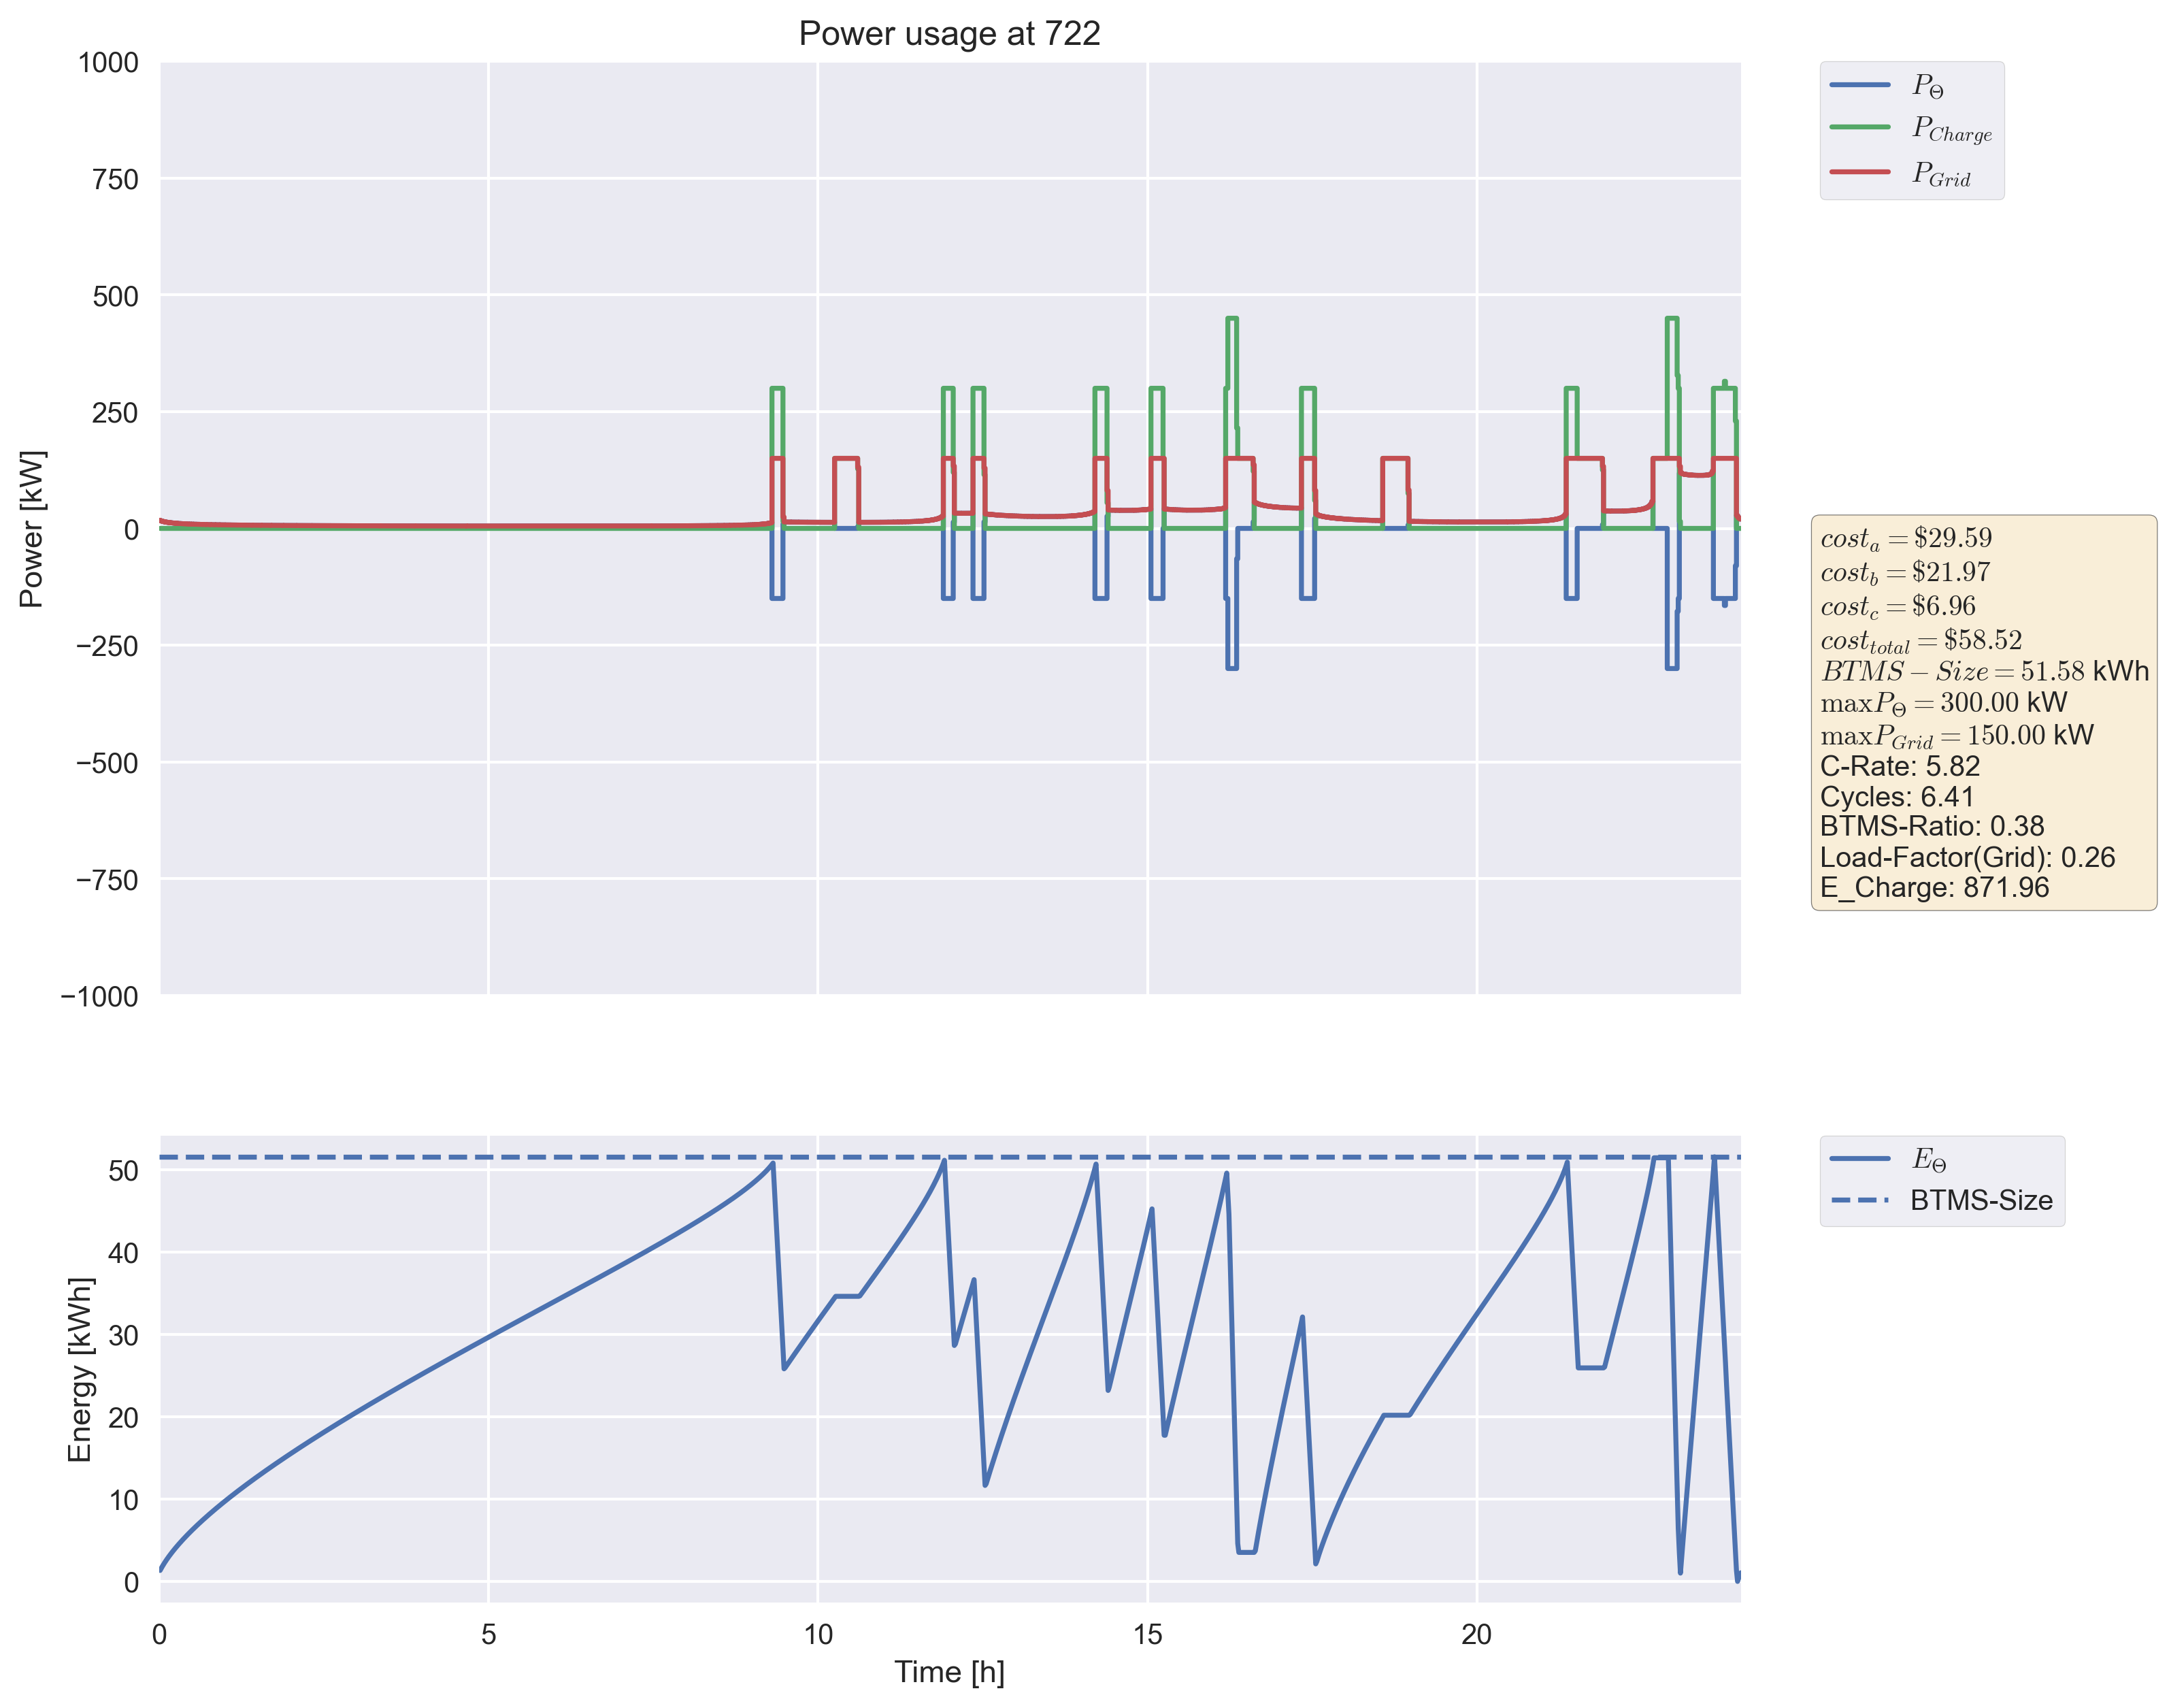 Power usage at 722
1000
750
500
250
0
−250
−500
−750
−1000
Power [kW]
P_Θ
P_Charge
P_Grid
cost_a = $29.59
cost_b = $21.97
cost_c = $6.96
cost_total = $58.52
BTMS − Size = 51.58 kWh
maxP_Θ = 300.00 kW
maxP_Grid = 150.00 kW
C-Rate: 5.82
Cycles: 6.41
BTMS-Ratio: 0.38
Load-Factor(Grid): 0.26
E_Charge: 871.96
50
40
30
20
10
0
Energy [kWh]
E_Θ
BTMS-Size
0 5 10 15 20
Time [h]